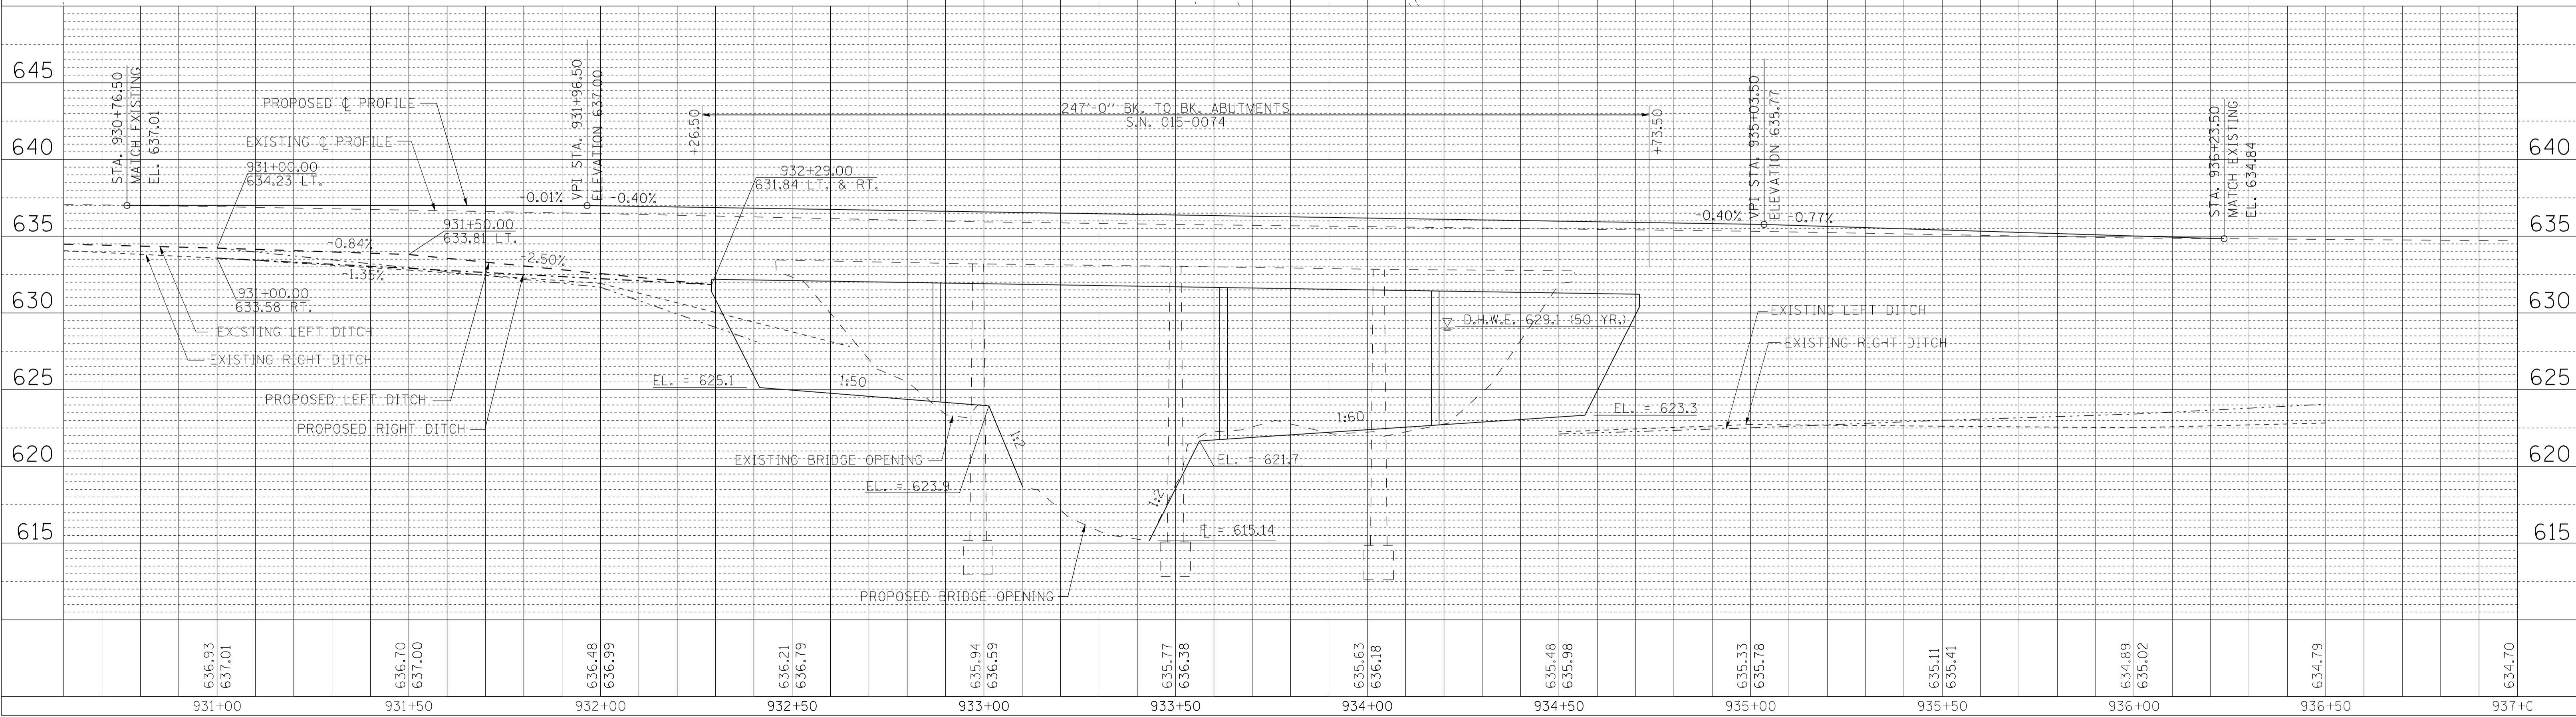 645
640
635
630
625
620
615
STA. 930+76.50
MATCH EXISTING
EL. 637.01
PROPOSED ℄ PROFILE
EXISTING ℄ PROFILE
931+00.00
634.23 LT.
-0.84%
931+50.00
633.81 LT.
-2.50%
-1.35%
931+00.00
633.58 RT.
EXISTING LEFT DITCH
EXISTING RIGHT DITCH
PROPOSED LEFT DITCH
PROPOSED RIGHT DITCH
-0.01%
VPI STA. 931+96.50
ELEVATION 637.00
-0.40%
+26.50
247'-0" BK. TO BK. ABUTMENTS
S.N. 015-0074
+73.50
932+29.00
631.84 LT. & RT.
EL. = 625.1
1:50
EXISTING BRIDGE OPENING
EL. = 623.9
1:2
PROPOSED BRIDGE OPENING
1:2
FL = 615.14
EL. = 621.7
1:60
EL. = 623.3
D.H.W.E. 629.1 (50 YR.)
-0.40%
VPI STA. 935+03.50
ELEVATION 635.77
-0.77%
EXISTING LEFT DITCH
EXISTING RIGHT DITCH
STA. 936+23.50
MATCH EXISTING
EL. 634.84
640
635
630
625
620
615
636.93
637.01
636.70
637.00
636.48
636.99
636.21
636.79
635.94
636.59
635.77
636.38
635.63
636.18
635.48
635.98
635.33
635.78
635.11
635.41
634.89
635.02
634.79
634.70
931+00
931+50
932+00
932+50
933+00
933+50
934+00
934+50
935+00
935+50
936+00
936+50